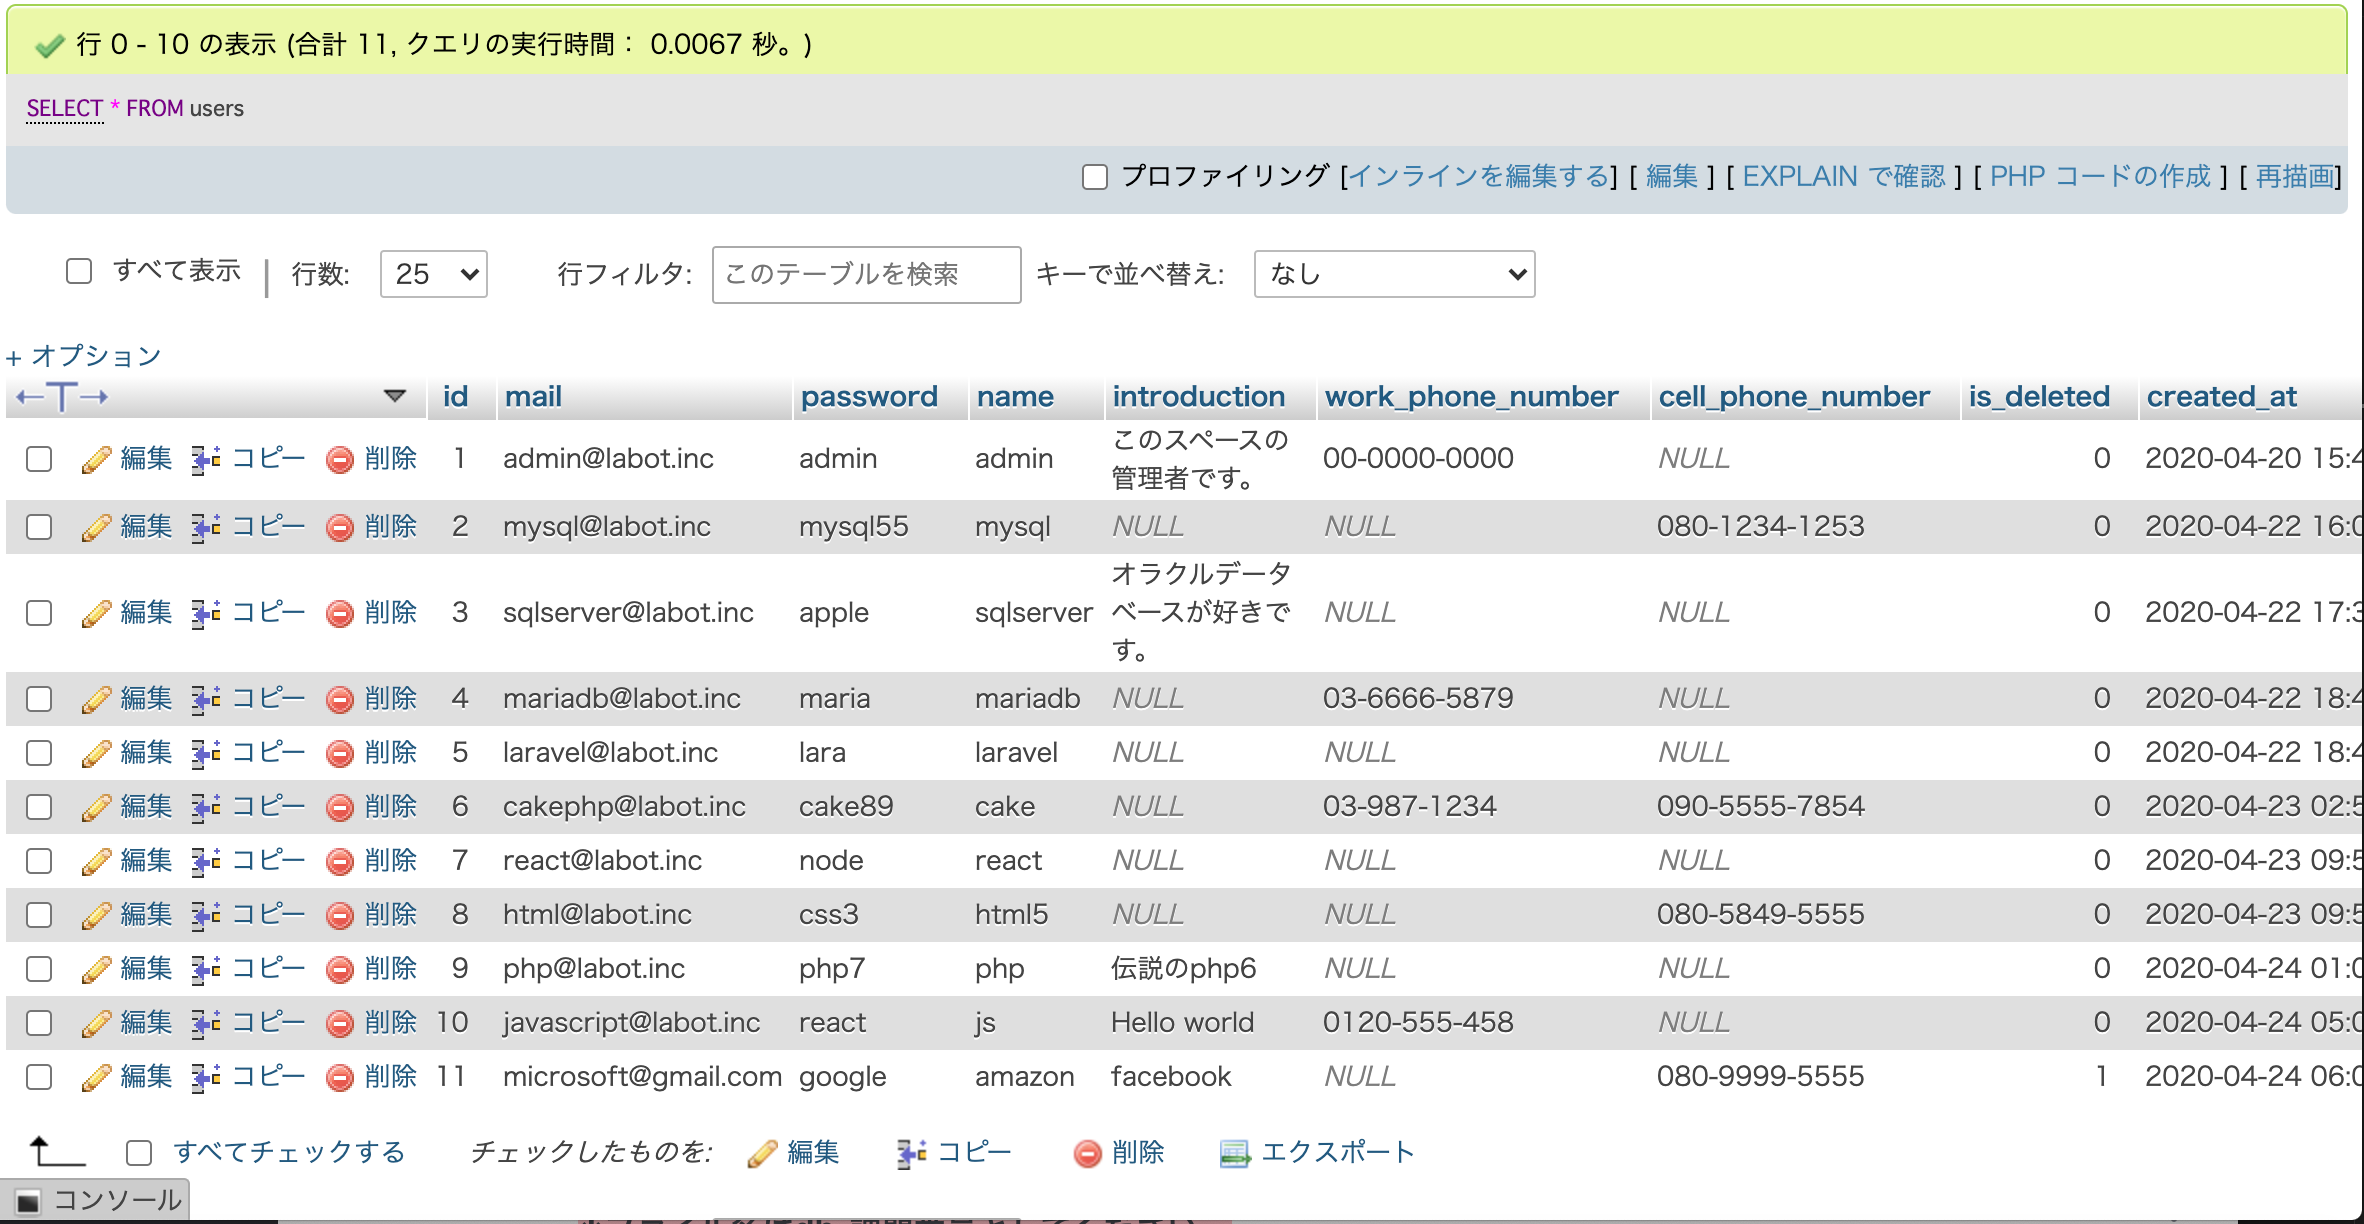 行 0 - 10 の表示 (合計 11, クエリの実行時間： 0.0067 秒。)
SELECT * FROM users
プロファイリング [インラインを編集する] [ 編集 ] [ EXPLAIN で確認 ] [ PHP コードの作成 ] [ 再描画]
すべて表示 | 行数: 25 行フィルタ: このテーブルを検索 キーで並べ替え: なし
+ オプション
←T→ id mail password name introduction work_phone_number cell_phone_number is_deleted created_at
編集 コピー 削除 1 admin@labot.inc admin admin このスペースの 00-0000-0000 NULL 0 2020-04-20 15:4
管理者です。
編集 コピー 削除 2 mysql@labot.inc mysql55 mysql NULL NULL 080-1234-1253 0 2020-04-22 16:0
オラクルデータ
編集 コピー 削除 3 sqlserver@labot.inc apple sqlserver ベースが好きで NULL NULL 0 2020-04-22 17:3
す。
編集 コピー 削除 4 mariadb@labot.inc maria mariadb NULL 03-6666-5879 NULL 0 2020-04-22 18:4
編集 コピー 削除 5 laravel@labot.inc lara laravel NULL NULL NULL 0 2020-04-22 18:4
編集 コピー 削除 6 cakephp@labot.inc cake89 cake NULL 03-987-1234 090-5555-7854 0 2020-04-23 02:5
編集 コピー 削除 7 react@labot.inc node react NULL NULL NULL 0 2020-04-23 09:5
編集 コピー 削除 8 html@labot.inc css3 html5 NULL NULL 080-5849-5555 0 2020-04-23 09:5
編集 コピー 削除 9 php@labot.inc php7 php 伝説のphp6 NULL NULL 0 2020-04-24 01:0
編集 コピー 削除 10 javascript@labot.inc react js Hello world 0120-555-458 NULL 0 2020-04-24 05:0
編集 コピー 削除 11 microsoft@gmail.com google amazon facebook NULL 080-9999-5555 1 2020-04-24 06:0
すべてチェックする チェックしたものを: 編集 コピー 削除 エクスポート
コンソール